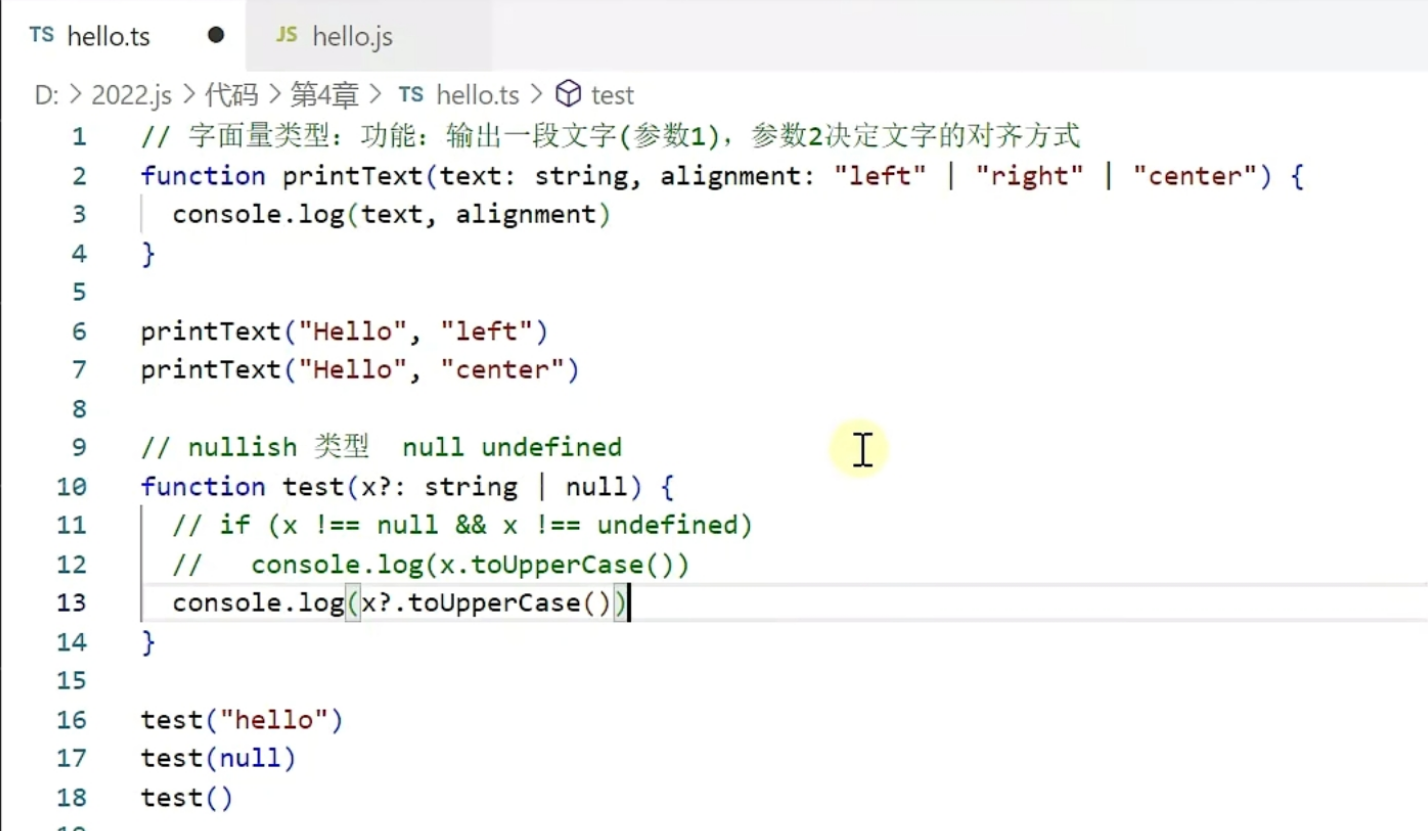 TS hello.ts ● JS hello.js
D: > 2022.js > 代码 > 第4章 > TS hello.ts > test
1 // 字面量类型：功能：输出一段文字(参数1)，参数2决定文字的对齐方式
2 function printText(text: string, alignment: "left" | "right" | "center") {
3   console.log(text, alignment)
4 }
5
6 printText("Hello", "left")
7 printText("Hello", "center")
8
9 // nullish 类型  null undefined
10 function test(x?: string | null) {
11   // if (x !== null && x !== undefined)
12   //   console.log(x.toUpperCase())
13   console.log(x?.toUpperCase())
14 }
15
16 test("hello")
17 test(null)
18 test()